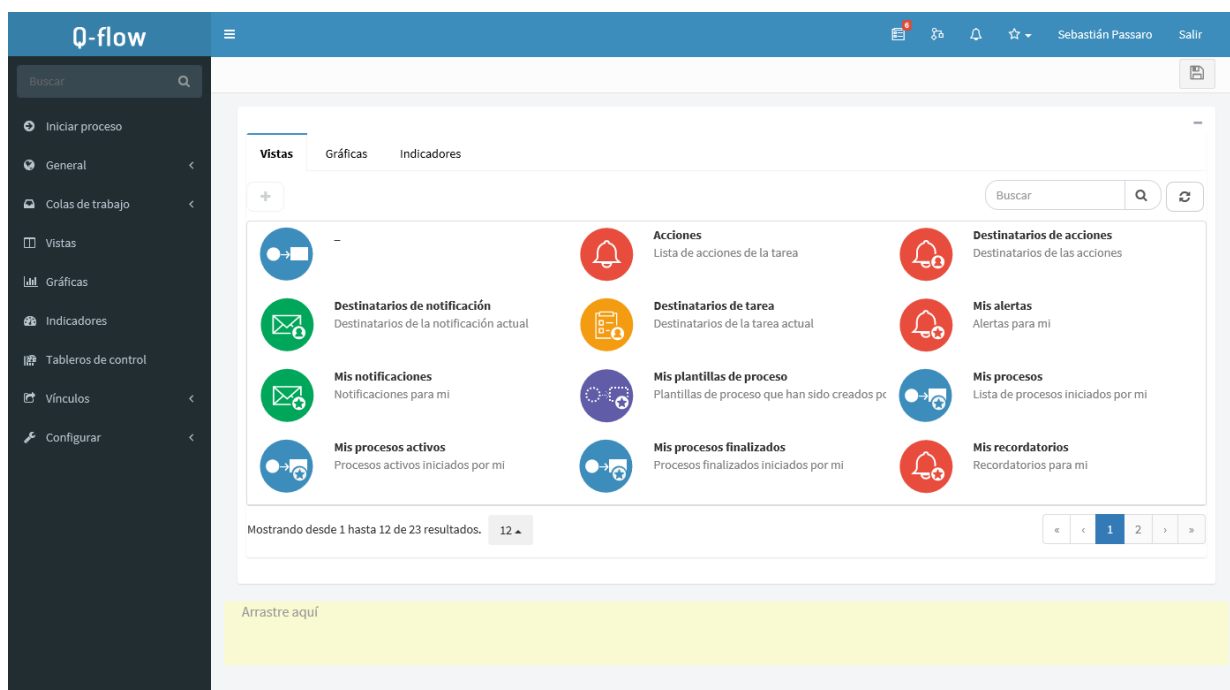 Q-flow
6
Sebastián Passaro
Salir
Buscar
Iniciar proceso
General
Colas de trabajo
Vistas
Gráficas
Indicadores
Tableros de control
Vínculos
Configurar
Vistas Gráficas Indicadores
+
Buscar
_
Acciones
Lista de acciones de la tarea
Destinatarios de acciones
Destinatarios de las acciones
Destinatarios de notificación
Destinatarios de la notificación actual
Destinatarios de tarea
Destinatarios de la tarea actual
Mis alertas
Alertas para mi
Mis notificaciones
Notificaciones para mi
Mis plantillas de proceso
Plantillas de proceso que han sido creados po
Mis procesos
Lista de procesos iniciados por mi
Mis procesos activos
Procesos activos iniciados por mi
Mis procesos finalizados
Procesos finalizados iniciados por mi
Mis recordatorios
Recordatorios para mi
Mostrando desde 1 hasta 12 de 23 resultados. 12
« ‹ 1 2 › »
Arrastre aquí